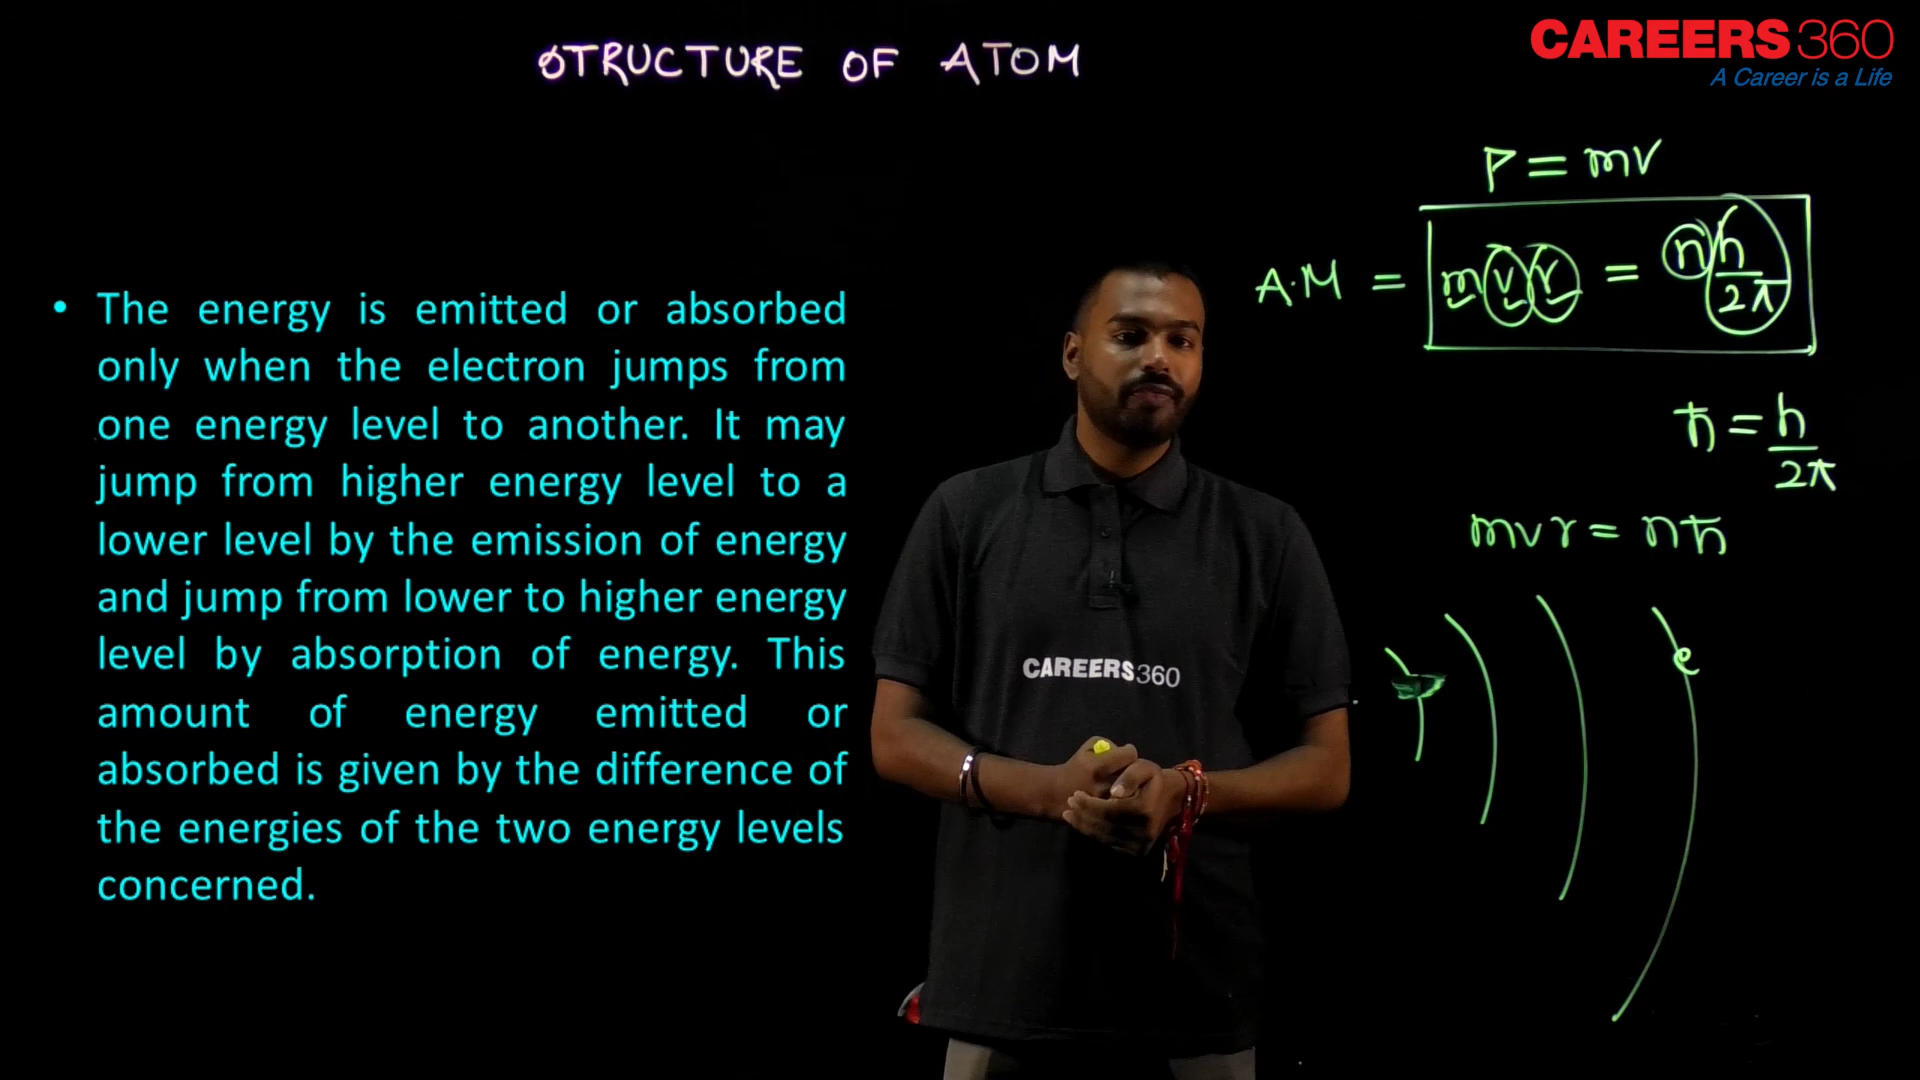 STRUCTURE OF ATOM
CAREERS360
A Career is a Life
P = mv
A.M = mvr = n h/2π
ħ = h/2π
mvr = nħ
e
• The energy is emitted or absorbed
only when the electron jumps from
one energy level to another. It may
jump from higher energy level to a
lower level by the emission of energy
and jump from lower to higher energy
level by absorption of energy. This
amount of energy emitted or
absorbed is given by the difference of
the energies of the two energy levels
concerned.
CAREERS360